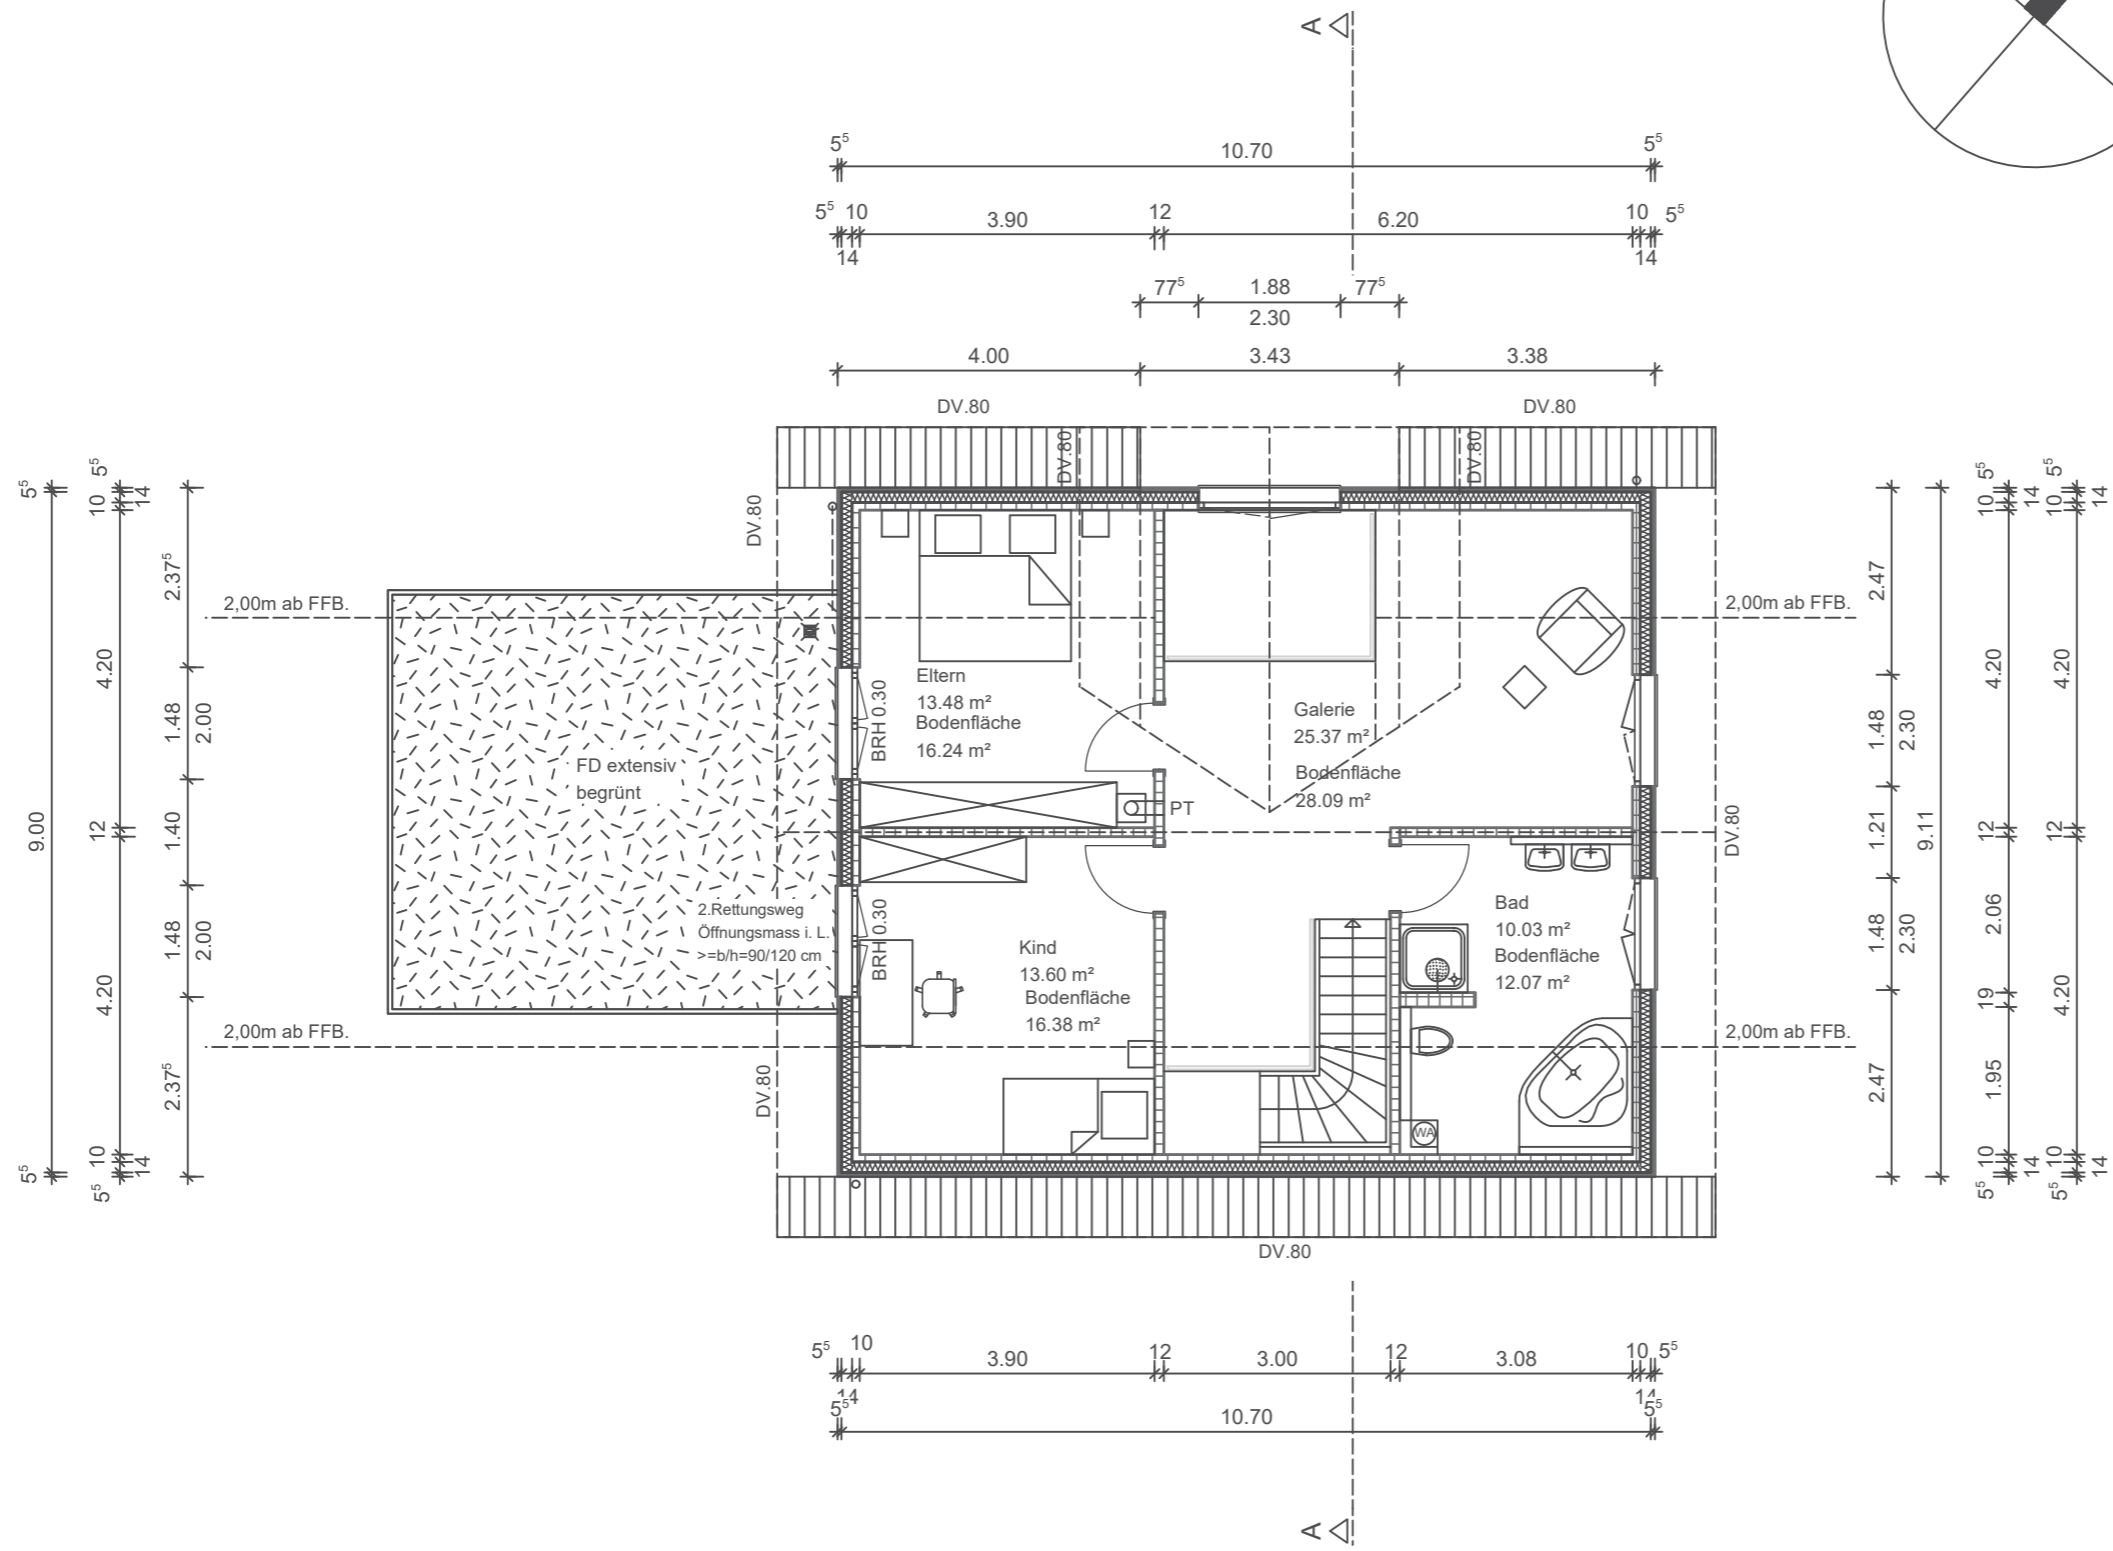 A
5⁵ 5⁵
10.70
5⁵ 10 3.90 12 6.20 10 5⁵
14 14
77⁵ 1.88 77⁵
2.30
4.00 3.43 3.38
DV.80 DV.80
DV.80 DV.80
DV.80
DV.80
DV.80
DV.80
5⁵
9.00
5⁵
5⁵
10
14
4.20
12
4.20
10
14
5⁵
2.37⁵
1.48
2.00
1.40
1.48
2.00
2.37⁵
2,00m ab FFB.
2,00m ab FFB.
2,00m ab FFB.
2,00m ab FFB.
FD extensiv
begrünt
2.Rettungsweg
Öffnungsmass i. L.
>=b/h=90/120 cm
BRH 0.30
BRH 0.30
Eltern
13.48 m²
Bodenfläche
16.24 m²
PT
Galerie
25.37 m²
Bodenfläche
28.09 m²
Kind
13.60 m²
Bodenfläche
16.38 m²
Bad
10.03 m²
Bodenfläche
12.07 m²
WA
2.47
1.48
2.30
1.21
1.48
2.30
2.47
9.11
5⁵
10
14
4.20
12
2.06
19
1.95
10
14
5⁵
5⁵
10
14
4.20
12
4.20
10
14
5⁵
5⁵ 10 3.90 12 3.00 12 3.08 10 5⁵
14 14
5⁵ 5⁵
10.70
A